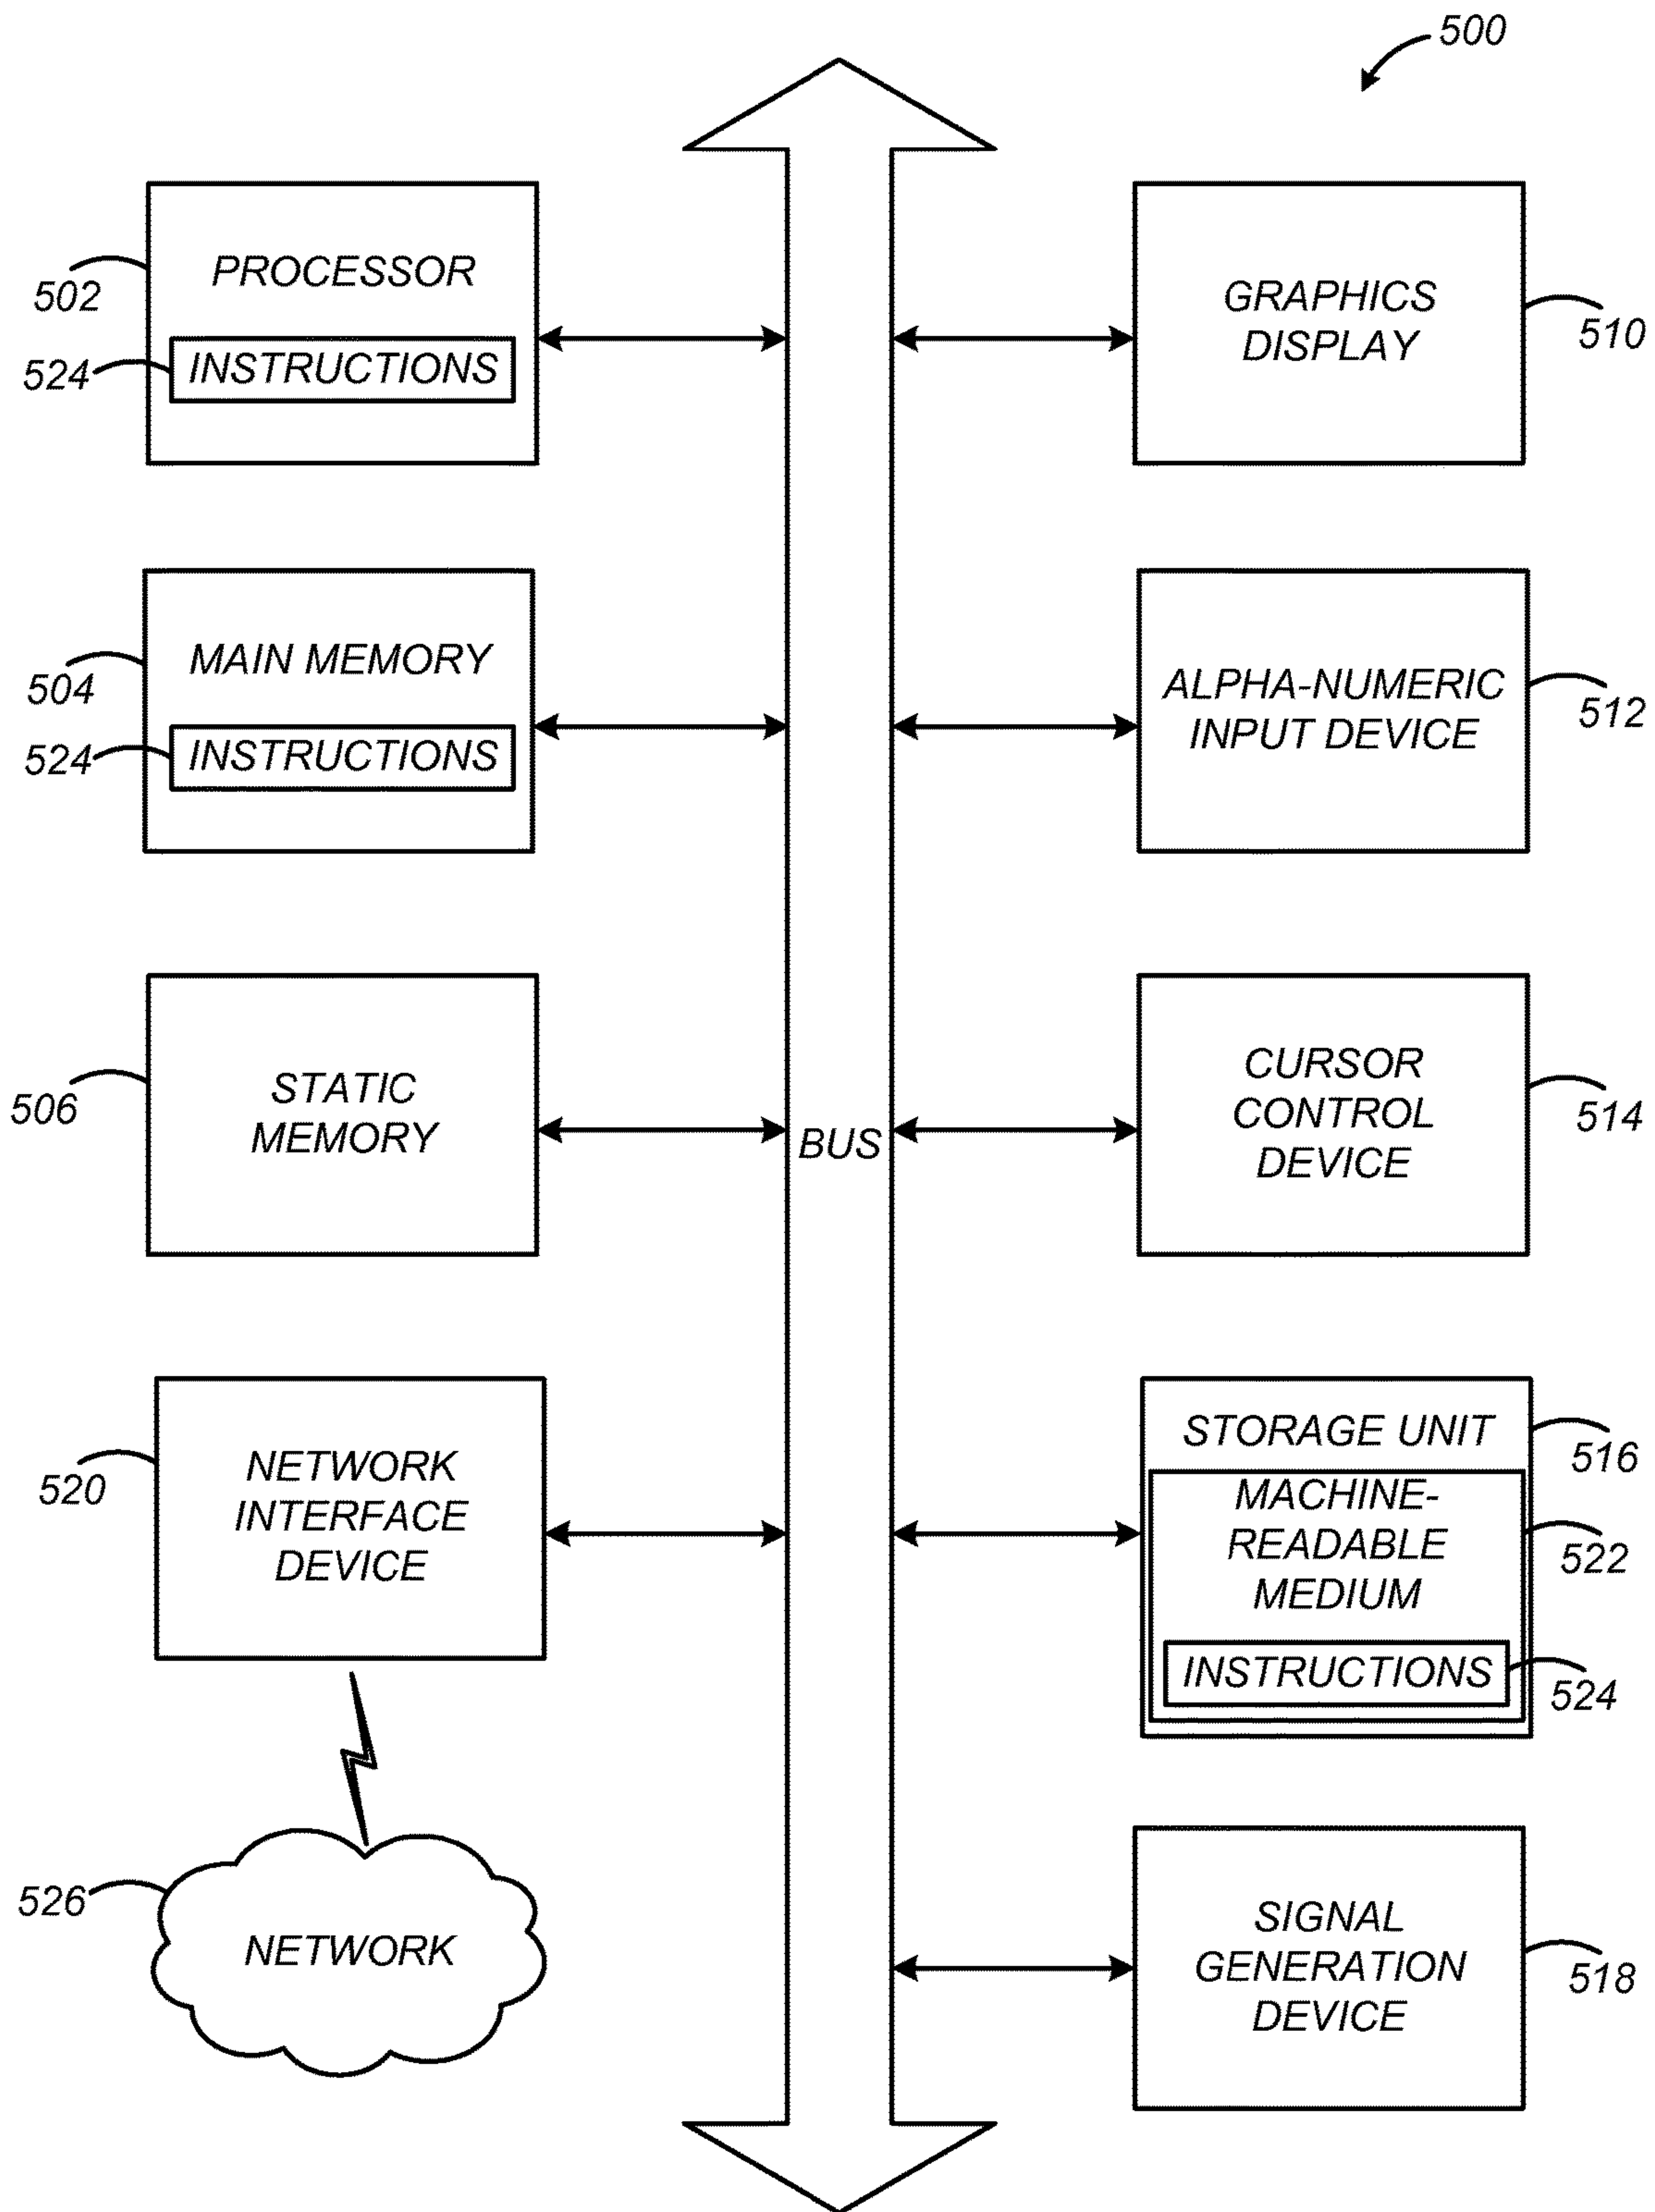 500
PROCESSOR
502
524
INSTRUCTIONS
GRAPHICS
DISPLAY
510
MAIN MEMORY
504
524
INSTRUCTIONS
ALPHA-NUMERIC
INPUT DEVICE
512
STATIC
MEMORY
506
BUS
CURSOR
CONTROL
DEVICE
514
NETWORK
INTERFACE
DEVICE
520
STORAGE UNIT
516
MACHINE-
READABLE
MEDIUM
522
INSTRUCTIONS
524
526
NETWORK
SIGNAL
GENERATION
DEVICE
518